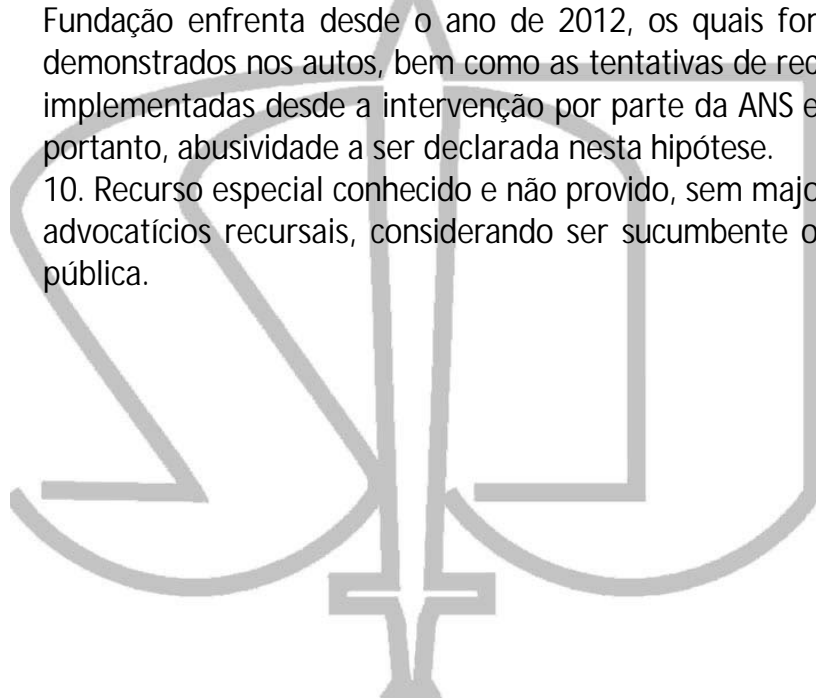 Fundação enfrenta desde o ano de 2012, os quais for
demonstrados nos autos, bem como as tentativas de rec
implementadas desde a intervenção por parte da ANS e
portanto, abusividade a ser declarada nesta hipótese.
10. Recurso especial conhecido e não provido, sem majo
advocatícios recursais, considerando ser sucumbente o
pública.